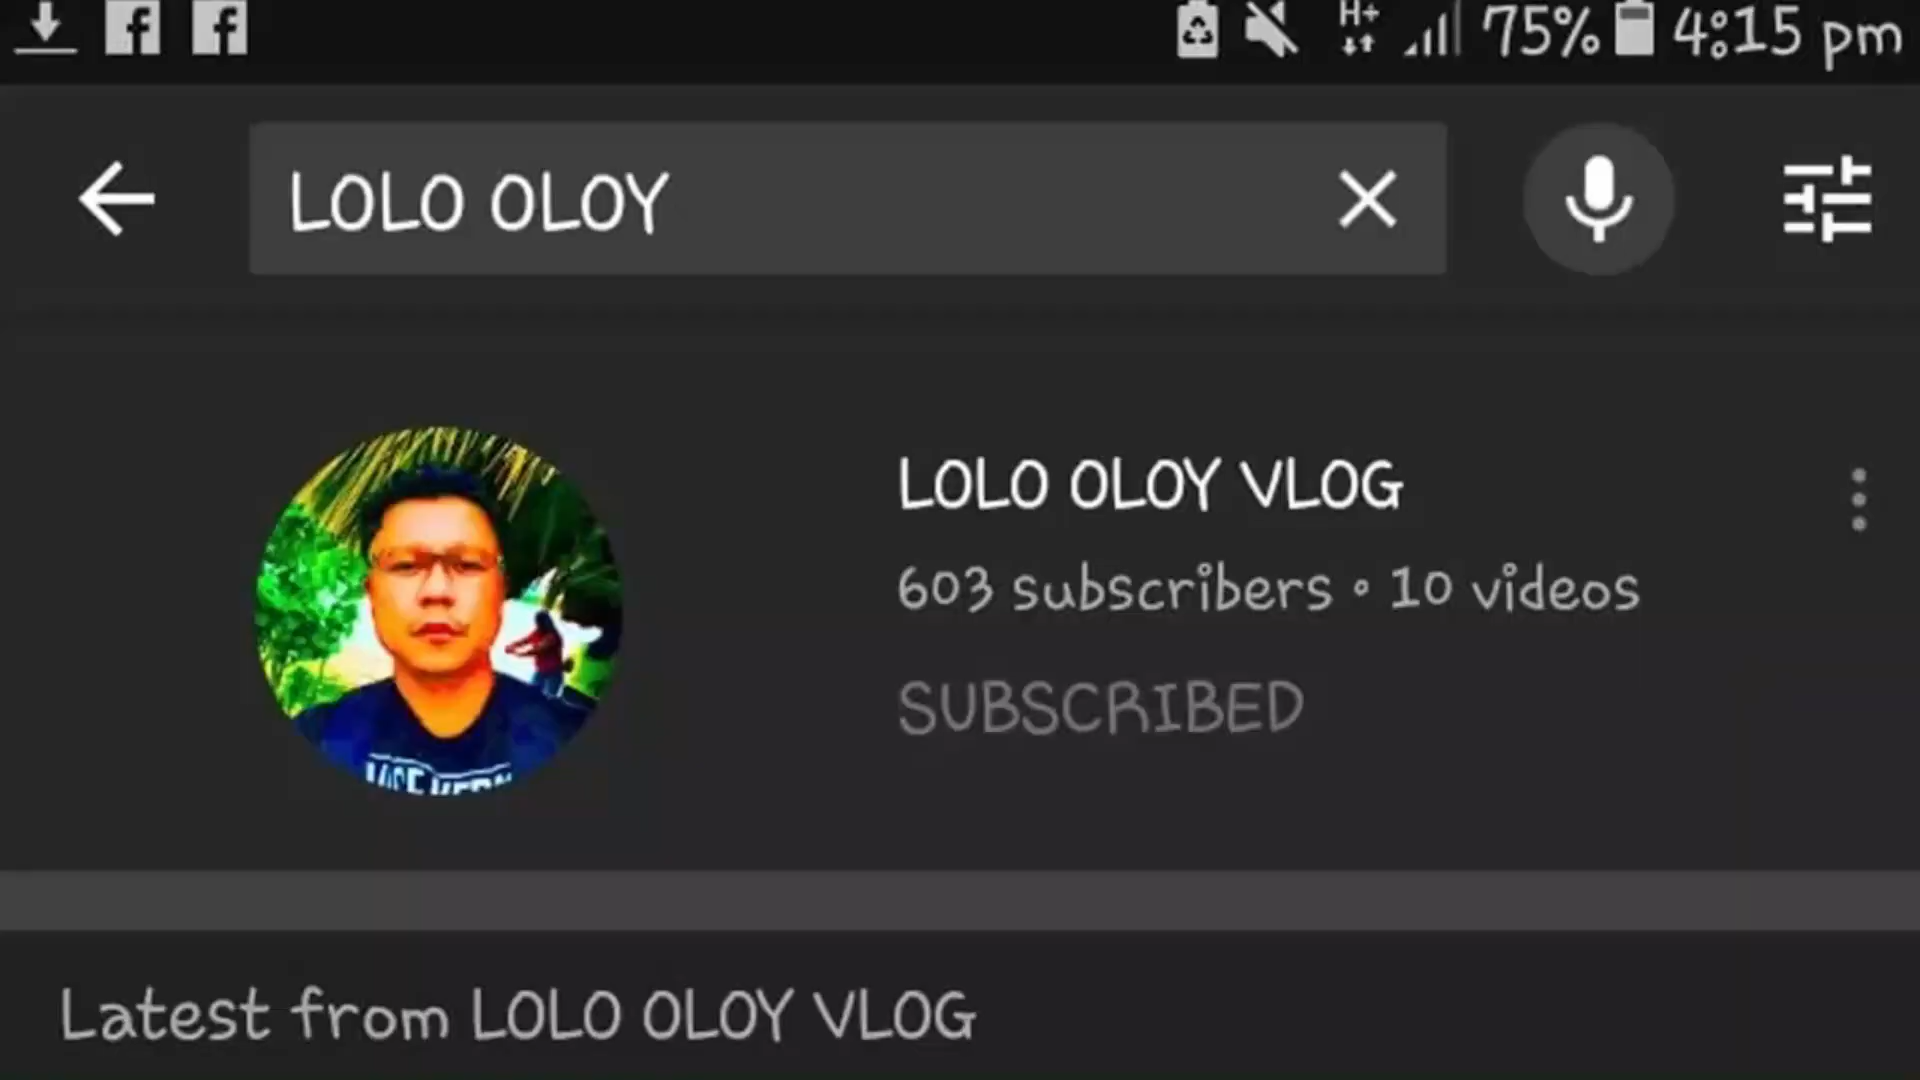 H+ 75% 4:15 pm
LOLO OLOY
LOLO OLOY VLOG
603 subscribers • 10 videos
SUBSCRIBED
Latest from LOLO OLOY VLOG